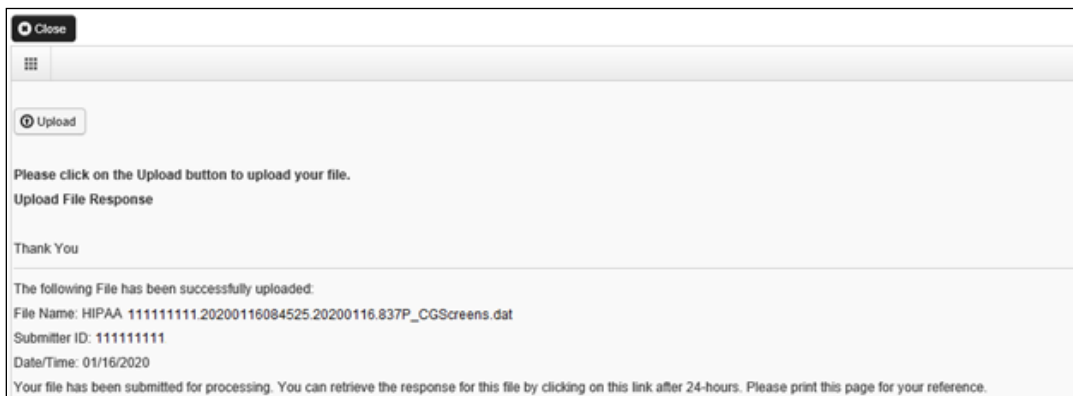 Close
Upload
Please click on the Upload button to upload your file.
Upload File Response
Thank You
The following File has been successfully uploaded:
File Name: HIPAA 111111111.20200116084525.20200116.837P_CGScreens.dat
Submitter ID: 111111111
Date/Time: 01/16/2020
Your file has been submitted for processing. You can retrieve the response for this file by clicking on this link after 24-hours. Please print this page for your reference.